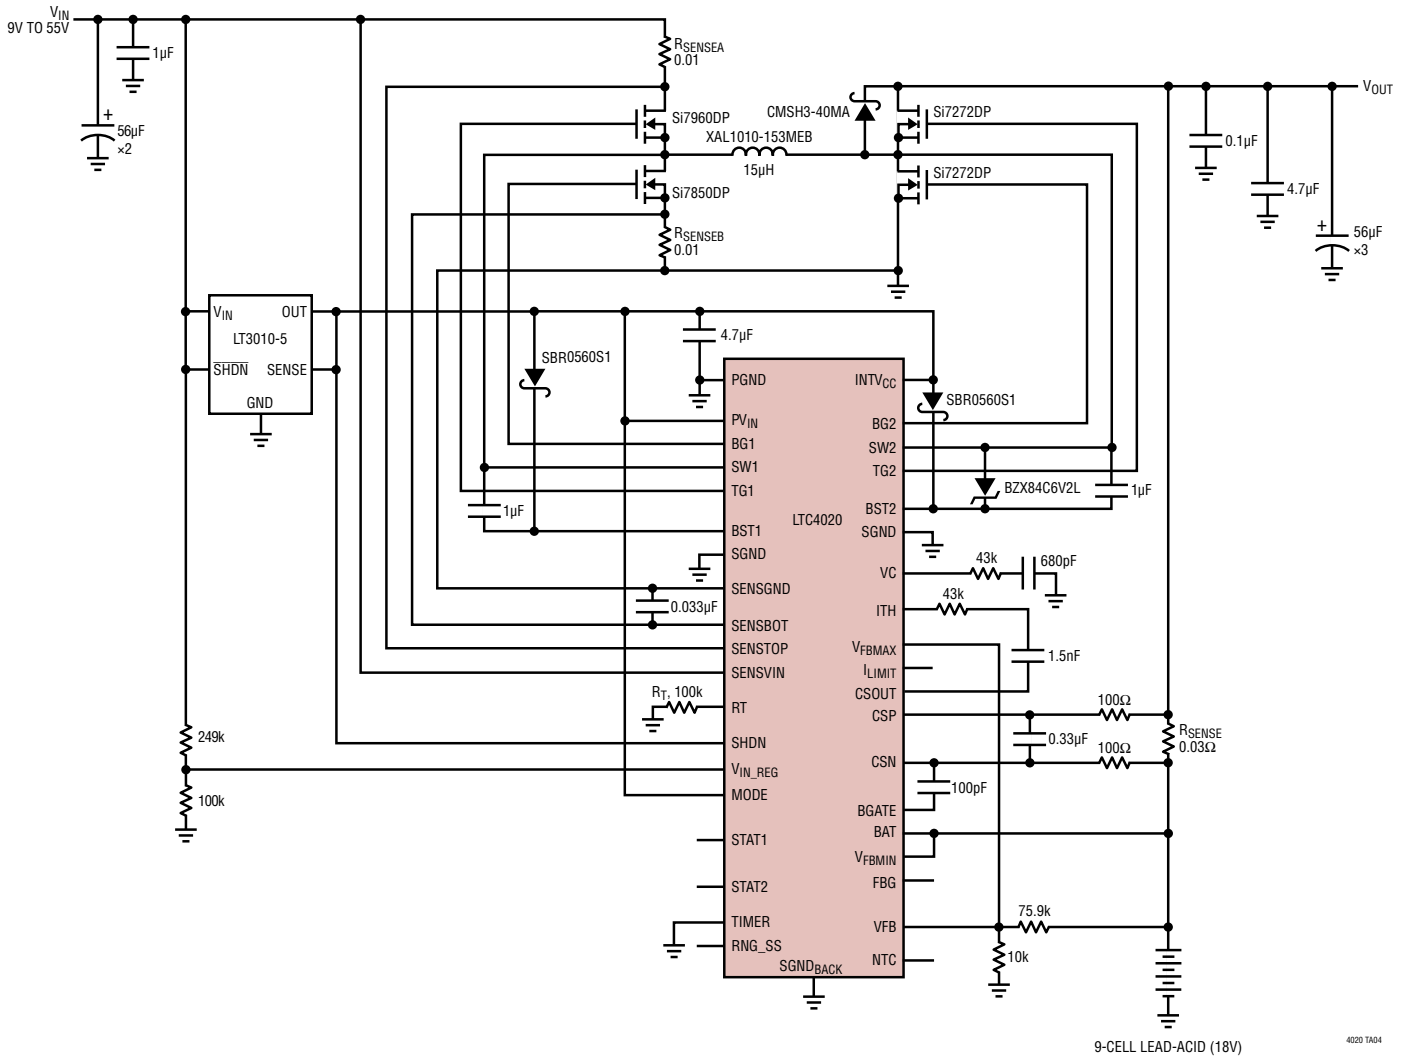 VIN
9V TO 55V
1µF
56µF
×2
RSENSEA
0.01
Si7960DP
XAL1010-153MEB
15µH
CMSH3-40MA
Si7272DP
Si7272DP
Si7850DP
RSENSEB
0.01
VOUT
0.1µF
4.7µF
56µF
×3
VIN
OUT
LT3010-5
SHDN
SENSE
GND
SBR0560S1
4.7µF
PGND
PVIN
BG1
SW1
TG1
1µF
BST1
SGND
SENSGND
0.033µF
SENSBOT
SENSTOP
SENSVIN
RT, 100k
RT
SHDN
VIN_REG
MODE
STAT1
STAT2
TIMER
RNG_SS
SGNDBACK
LTC4020
INTVCC
SBR0560S1
BG2
SW2
TG2
BZX84C6V2L
1µF
BST2
SGND
VC
43k
680pF
ITH
43k
VFBMAX
ILIMIT
1.5nF
CSOUT
CSP
100Ω
0.33µF
RSENSE
0.03Ω
CSN
100Ω
100pF
BGATE
BAT
VFBMIN
FBG
VFB
75.9k
10k
NTC
249k
100k
9-CELL LEAD-ACID (18V)
4020 TA04
+
+